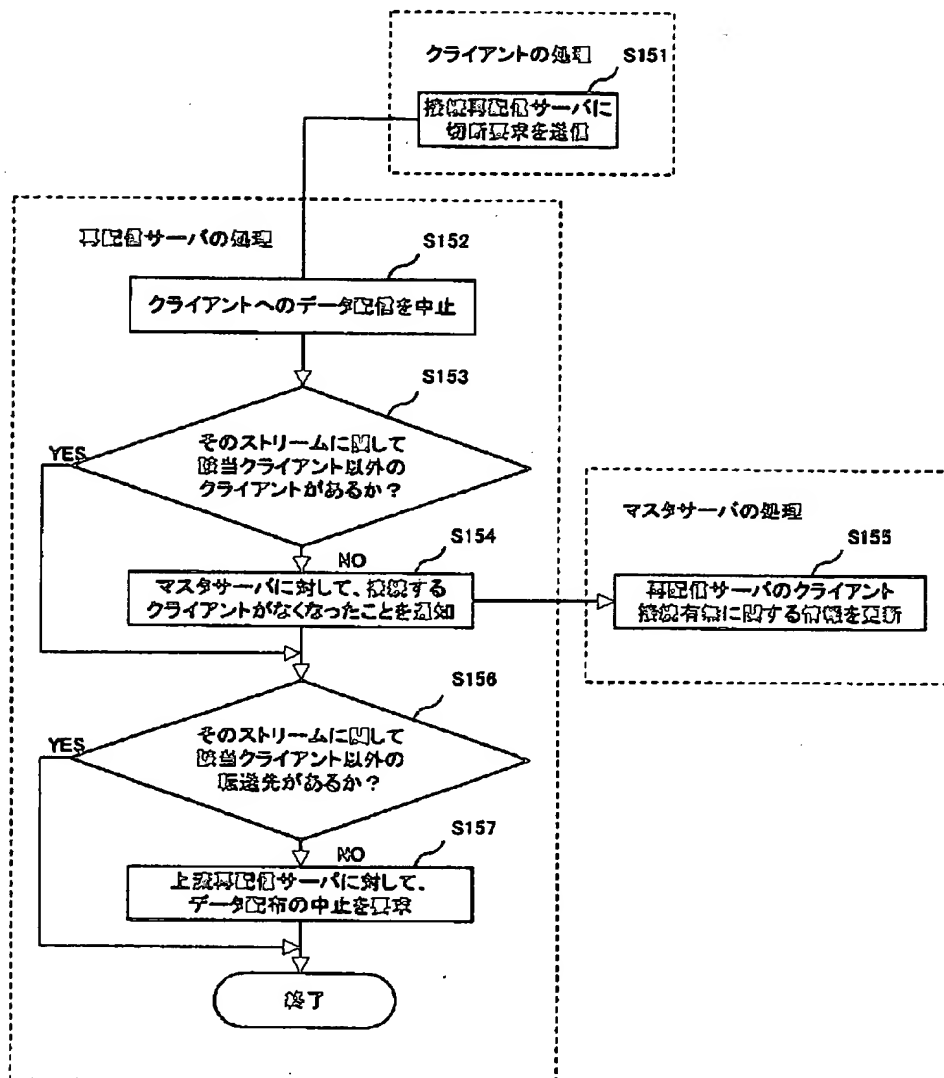 クライアントの処理
S151
接続再配信サーバに
切断要求を送信
再配信サーバの処理
S152
クライアントへのデータ配信を中止
S153
そのストリームに関して
該当クライアント以外の
クライアントがあるか?
YES
NO
S154
マスタサーバに対して、接続する
クライアントがなくなったことを通知
マスタサーバの処理
S155
再配信サーバのクライアント
接続有無に関する情報を更新
S156
そのストリームに関して
該当クライアント以外の
転送先があるか?
YES
NO
S157
上流再配信サーバに対して、
データ配布の中止を要求
終了